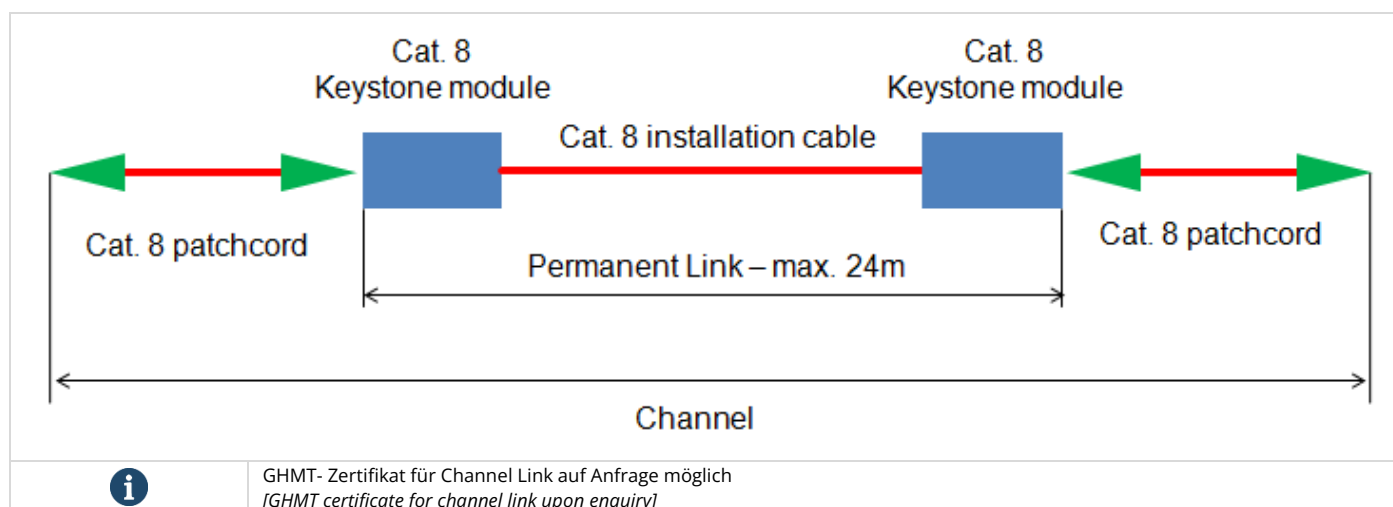 Cat. 8
Keystone module
Cat. 8
Keystone module
Cat. 8 installation cable
Cat. 8 patchcord
Cat. 8 patchcord
Permanent Link – max. 24m
Channel
i
GHMT- Zertifikat für Channel Link auf Anfrage möglich
[GHMT certificate for channel link upon enquiry]